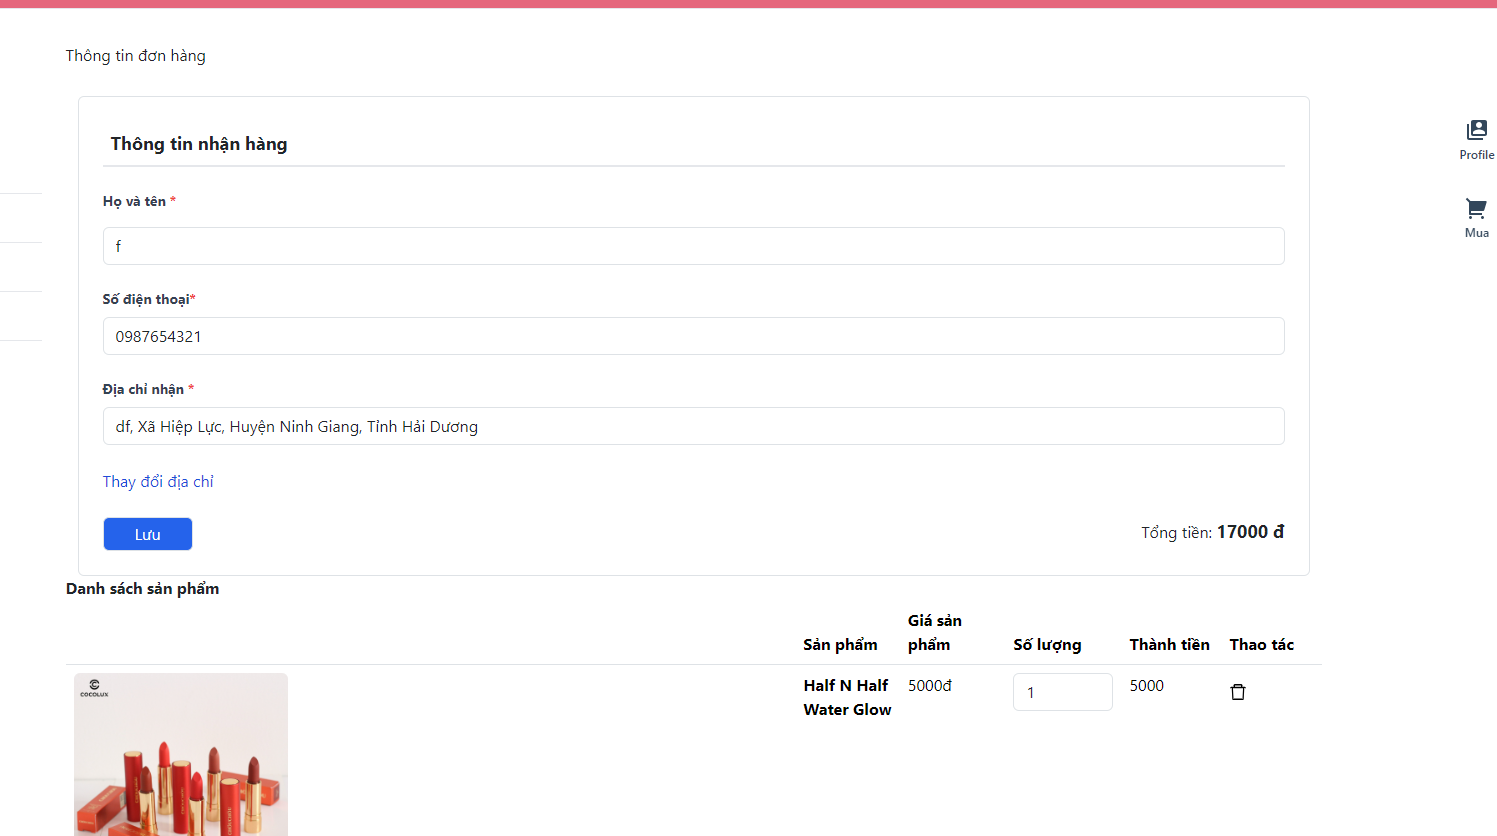 Thông tin đơn hàng
Thông tin nhận hàng
Profile
Họ và tên *
Mua
f
Số điện thoại*
0987654321
Địa chỉ nhận *
df, Xã Hiệp Lực, Huyện Ninh Giang, Tỉnh Hải Dương
Thay đổi địa chỉ
Lưu
Tổng tiền: 17000 đ
Danh sách sản phẩm
Sản phẩm
Giá sản
phẩm
Số lượng
Thành tiền
Thao tác
COCOLUX
Half N Half
Water Glow
5000đ
1
5000